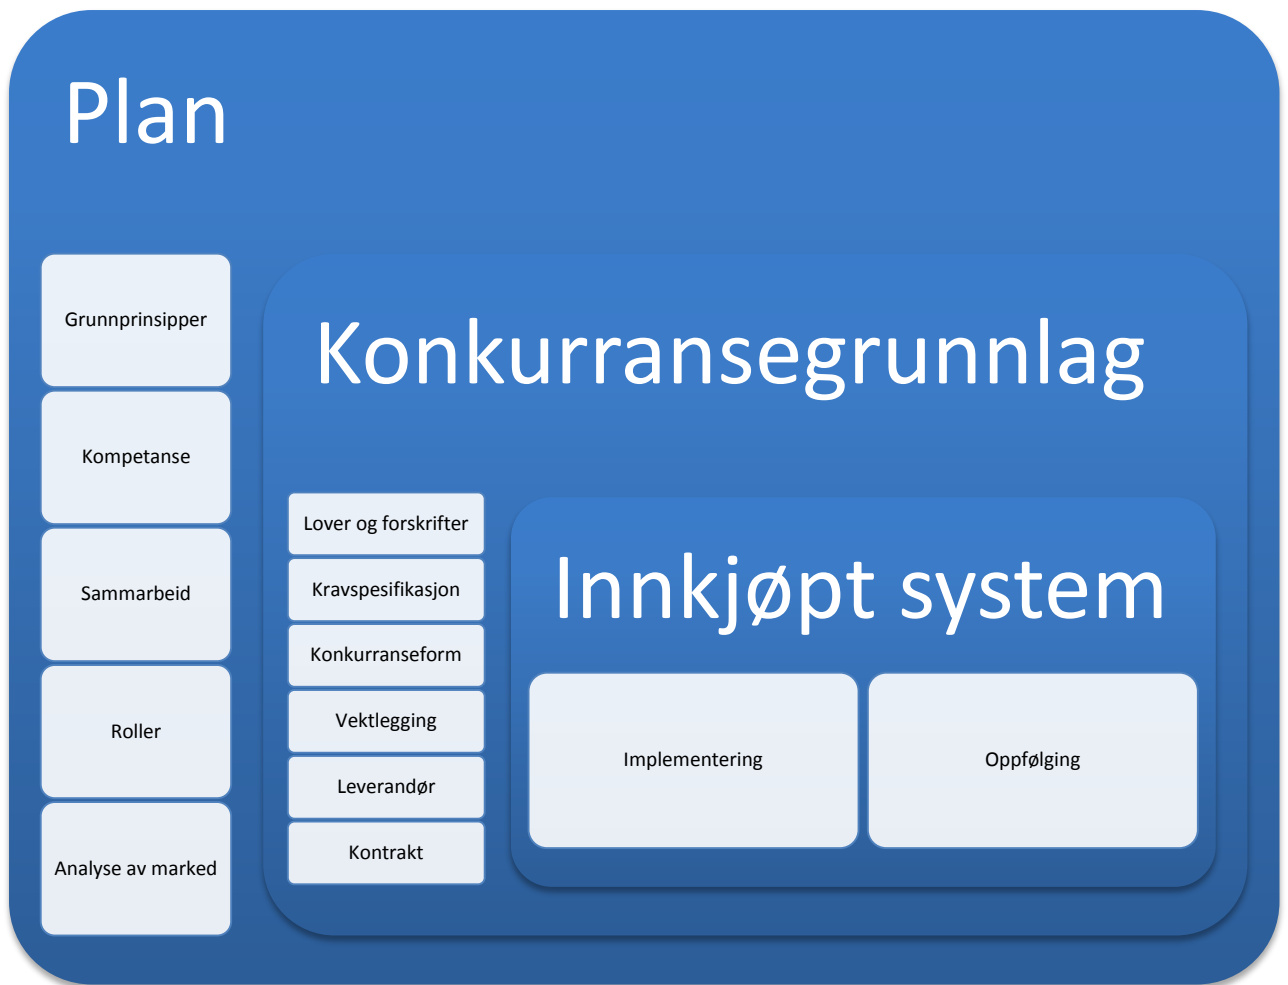 Plan
Grunnprinsipper
Kompetanse
Sammarbeid
Roller
Analyse av marked
Konkurransegrunnlag
Lover og forskrifter
Kravspesifikasjon
Konkurranseform
Vektlegging
Leverandør
Kontrakt
Innkjøpt system
Implementering
Oppfølging